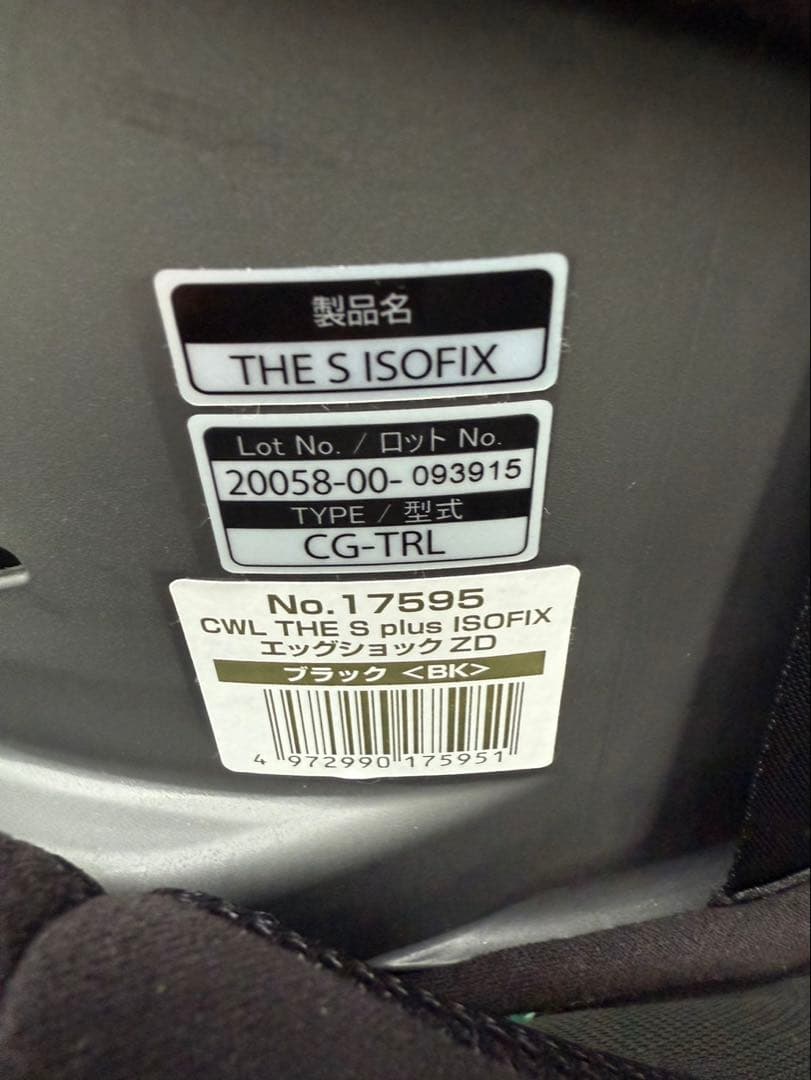 製品名
THE S ISOFIX
Lot No. / ロット No.
20058-00-093915
TYPE / 型式
CG-TRL
No.17595
CWL THE S plus ISOFIX
エッグショック ZD
ブラック <BK>
4 972990 175951